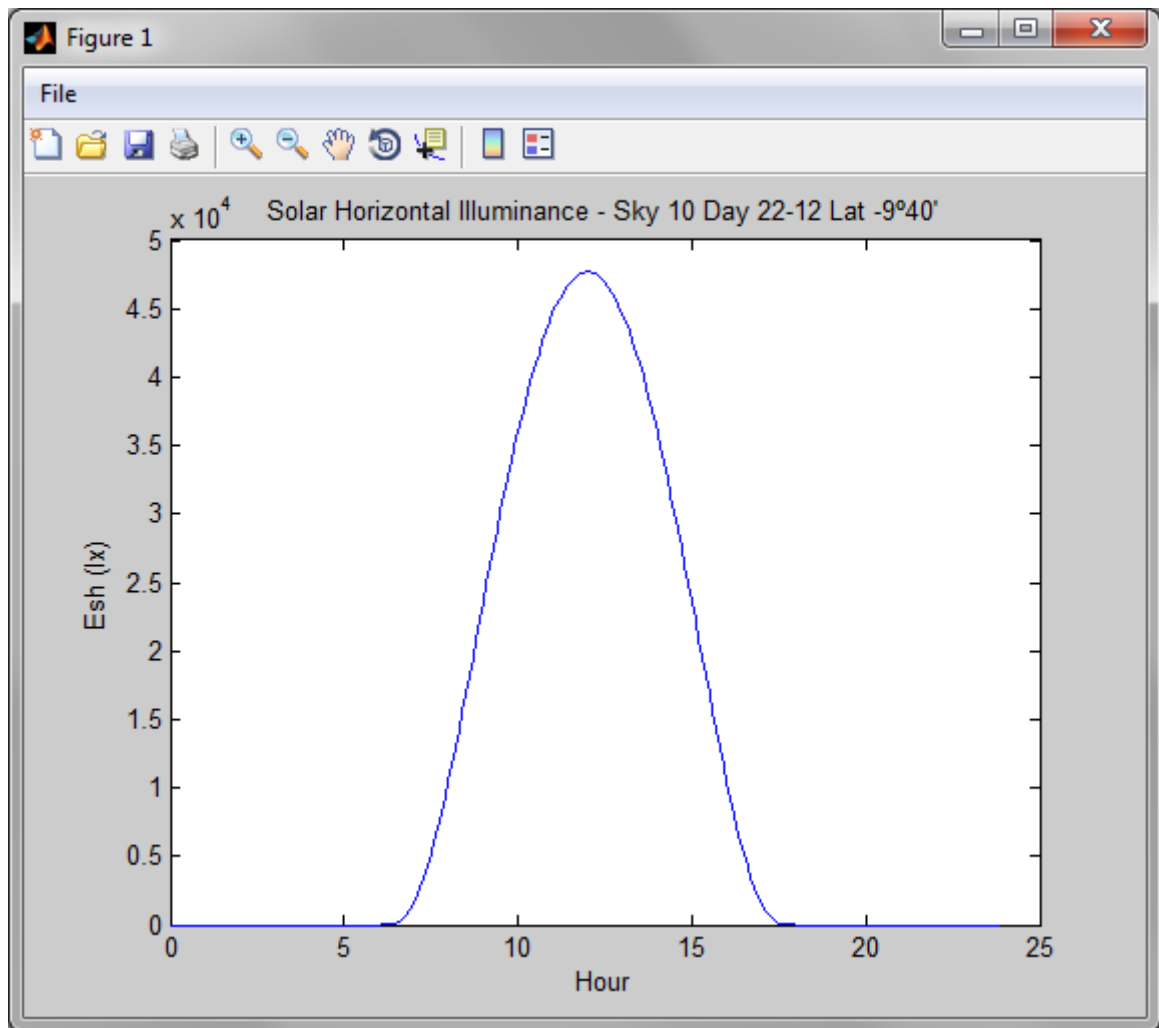 Figure 1
File
x 10^4
Solar Horizontal Illuminance - Sky 10 Day 22-12 Lat -9º40'
5
4.5
4
3.5
3
2.5
2
1.5
1
0.5
0
Esh (lx)
0 5 10 15 20 25
Hour